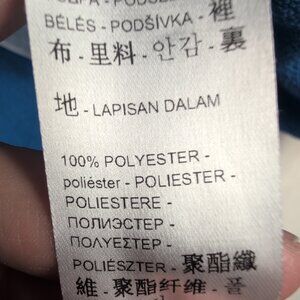 BÉLÉS - PODŠÍVKA - 裡
布 - 里料 - 안감 - 裏
地 - LAPISAN DALAM
100% POLYESTER -
poliéster - POLIESTER -
POLIESTERE -
ПОЛИЭСТЕР -
ΠΟΛΥΕΣΤΕΡ -
POLIÉSZTER - 聚酯纖
維 - 聚酯纤维 - 폴